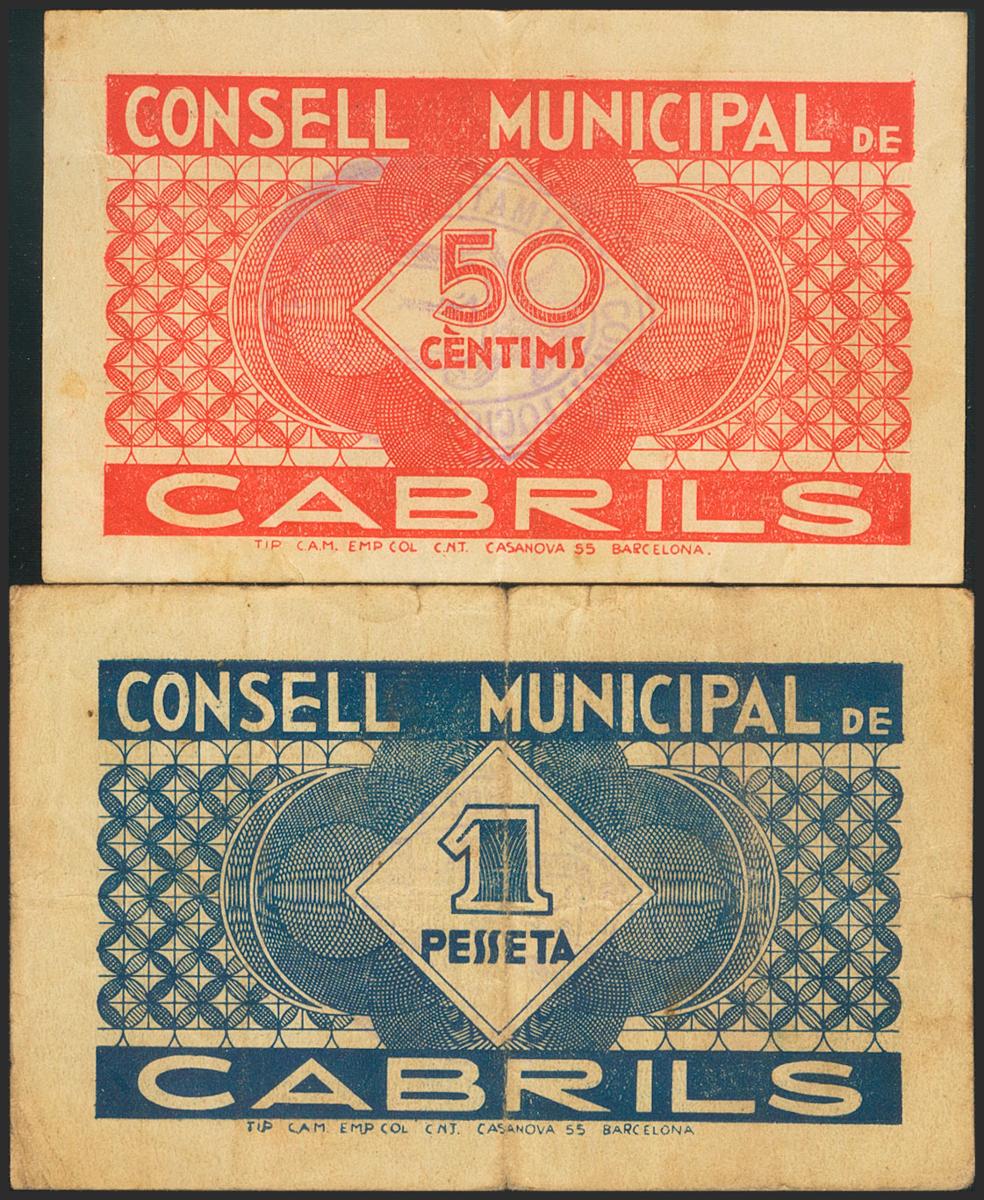 CONSELL MUNICIPAL DE
50
CÈNTIMS
CABRILS
TIP. C.A.M. EMP COL C.N.T. CASANOVA 55 BARCELONA.
CONSELL MUNICIPAL DE
1
PESSETA
CABRILS
TIP C.A.M. EMP COL C.N.T. CASANOVA 55 BARCELONA